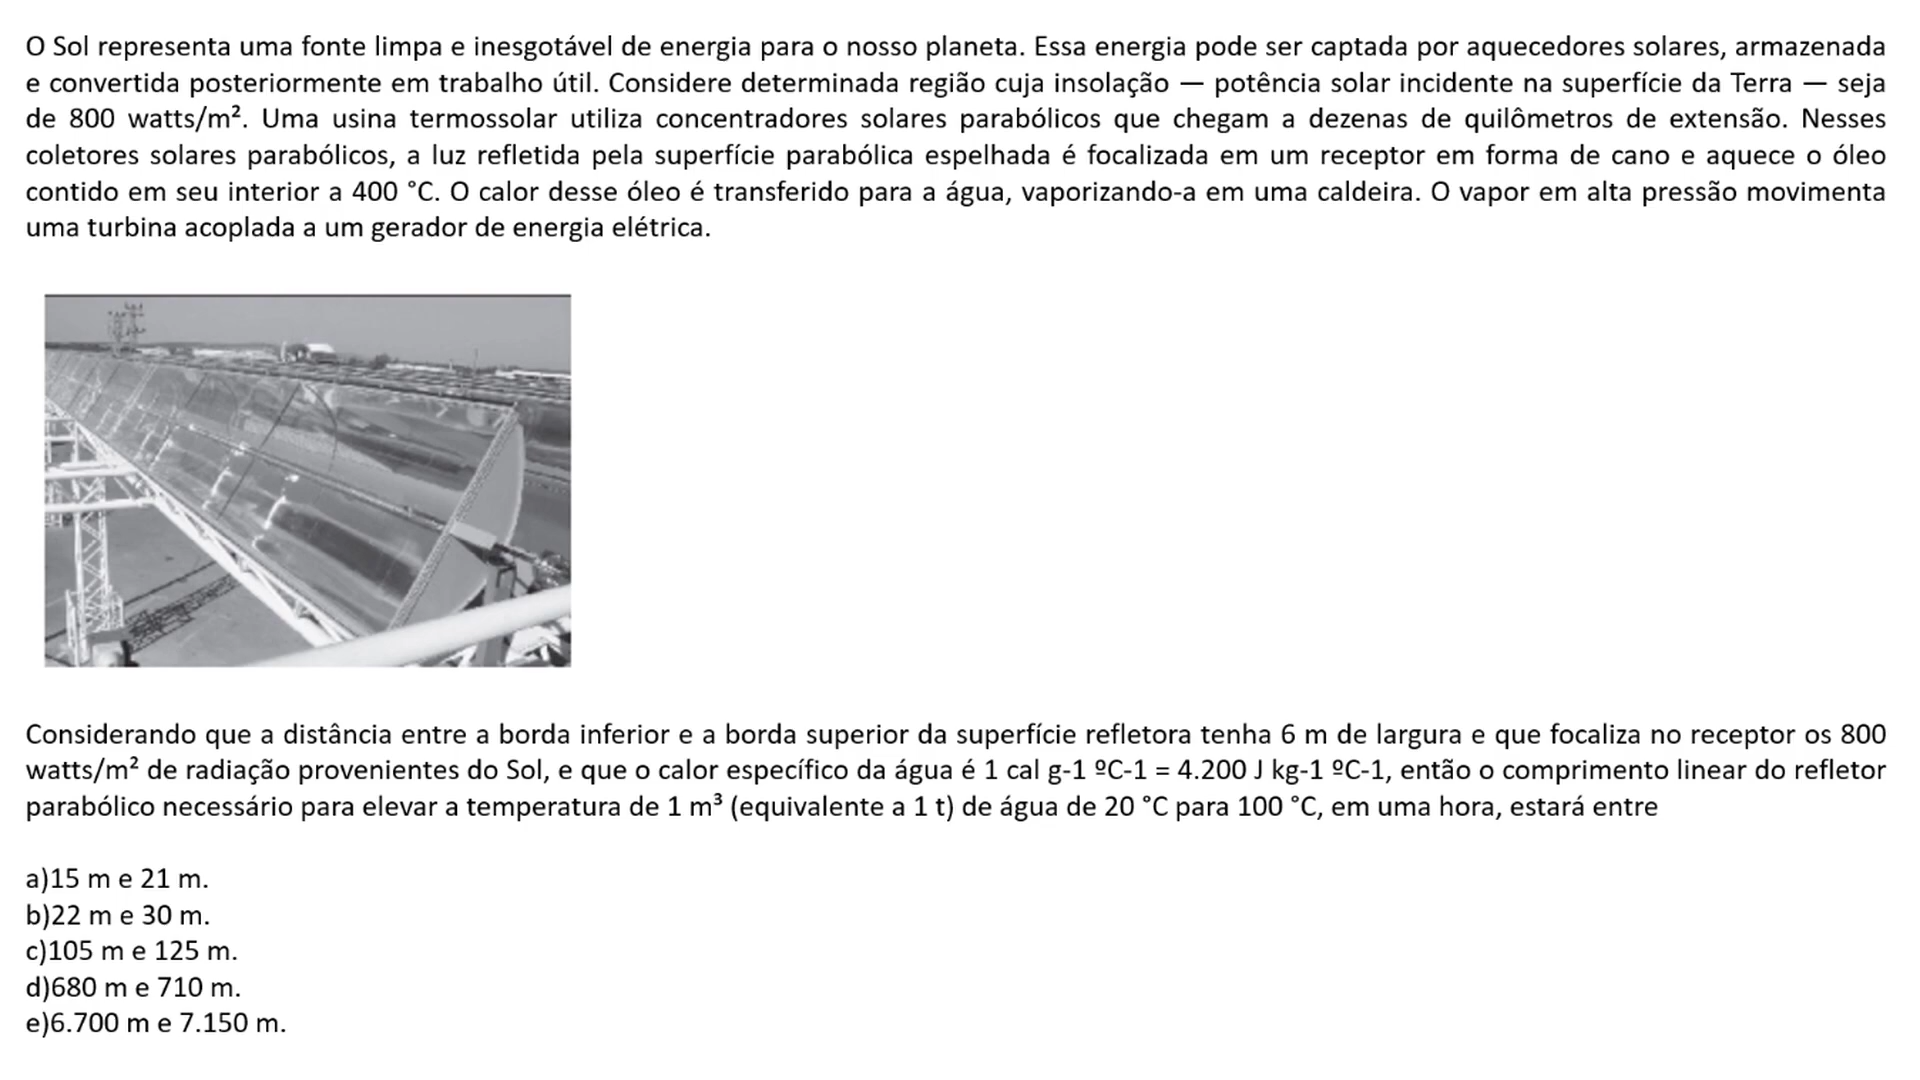 O Sol representa uma fonte limpa e inesgotável de energia para o nosso planeta. Essa energia pode ser captada por aquecedores solares, armazenada
e convertida posteriormente em trabalho útil. Considere determinada região cuja insolação — potência solar incidente na superfície da Terra — seja
de 800 watts/m². Uma usina termossolar utiliza concentradores solares parabólicos que chegam a dezenas de quilômetros de extensão. Nesses
coletores solares parabólicos, a luz refletida pela superfície parabólica espelhada é focalizada em um receptor em forma de cano e aquece o óleo
contido em seu interior a 400 °C. O calor desse óleo é transferido para a água, vaporizando-a em uma caldeira. O vapor em alta pressão movimenta
uma turbina acoplada a um gerador de energia elétrica.
Considerando que a distância entre a borda inferior e a borda superior da superfície refletora tenha 6 m de largura e que focaliza no receptor os 800
watts/m² de radiação provenientes do Sol, e que o calor específico da água é 1 cal g-1 ºC-1 = 4.200 J kg-1 ºC-1, então o comprimento linear do refletor
parabólico necessário para elevar a temperatura de 1 m³ (equivalente a 1 t) de água de 20 °C para 100 °C, em uma hora, estará entre
a)15 m e 21 m.
b)22 m e 30 m.
c)105 m e 125 m.
d)680 m e 710 m.
e)6.700 m e 7.150 m.